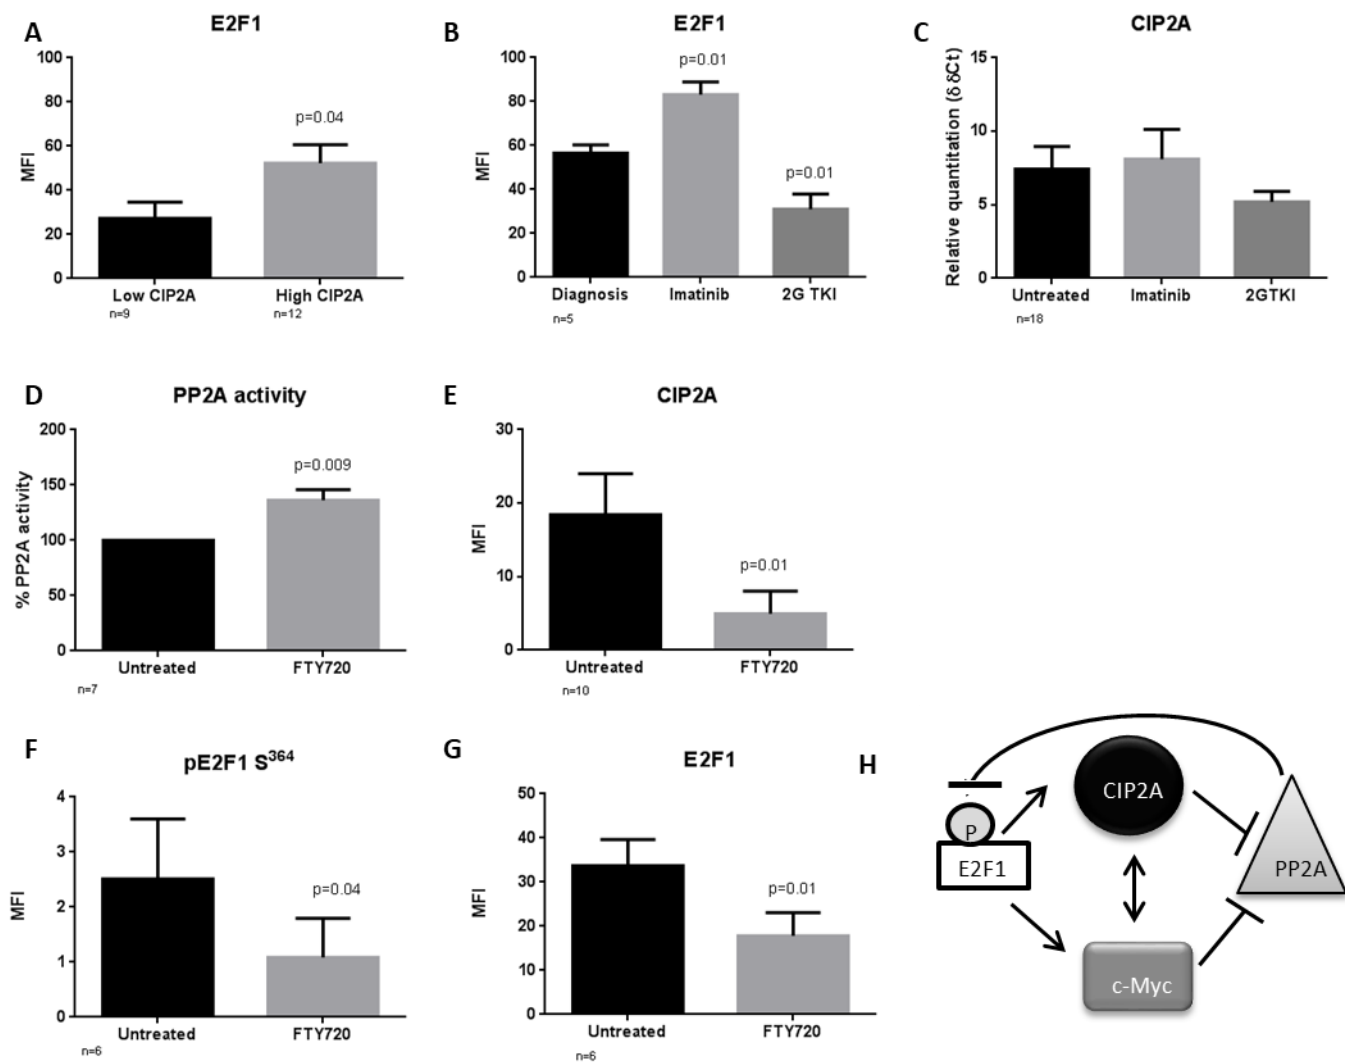 A
E2F1
MFI
100
80
60
40
20
0
p=0.04
Low CIP2A
High CIP2A
n=9
n=12
B
E2F1
MFI
100
80
60
40
20
0
p=0.01
p=0.01
Diagnosis
Imatinib
2G TKI
n=5
C
CIP2A
Relative quantitation (δ δCt)
15
10
5
0
Untreated
Imatinib
2GTKI
n=18
D
PP2A activity
% PP2A activity
200
150
100
50
0
p=0.009
Untreated
FTY720
n=7
E
CIP2A
MFI
30
20
10
0
p=0.01
Untreated
FTY720
n=10
F
pE2F1 S³⁶⁴
MFI
4
3
2
1
0
p=0.04
Untreated
FTY720
n=6
G
E2F1
MFI
50
40
30
20
10
0
p=0.01
Untreated
FTY720
n=6
H
CIP2A
P
E2F1
PP2A
c-Myc